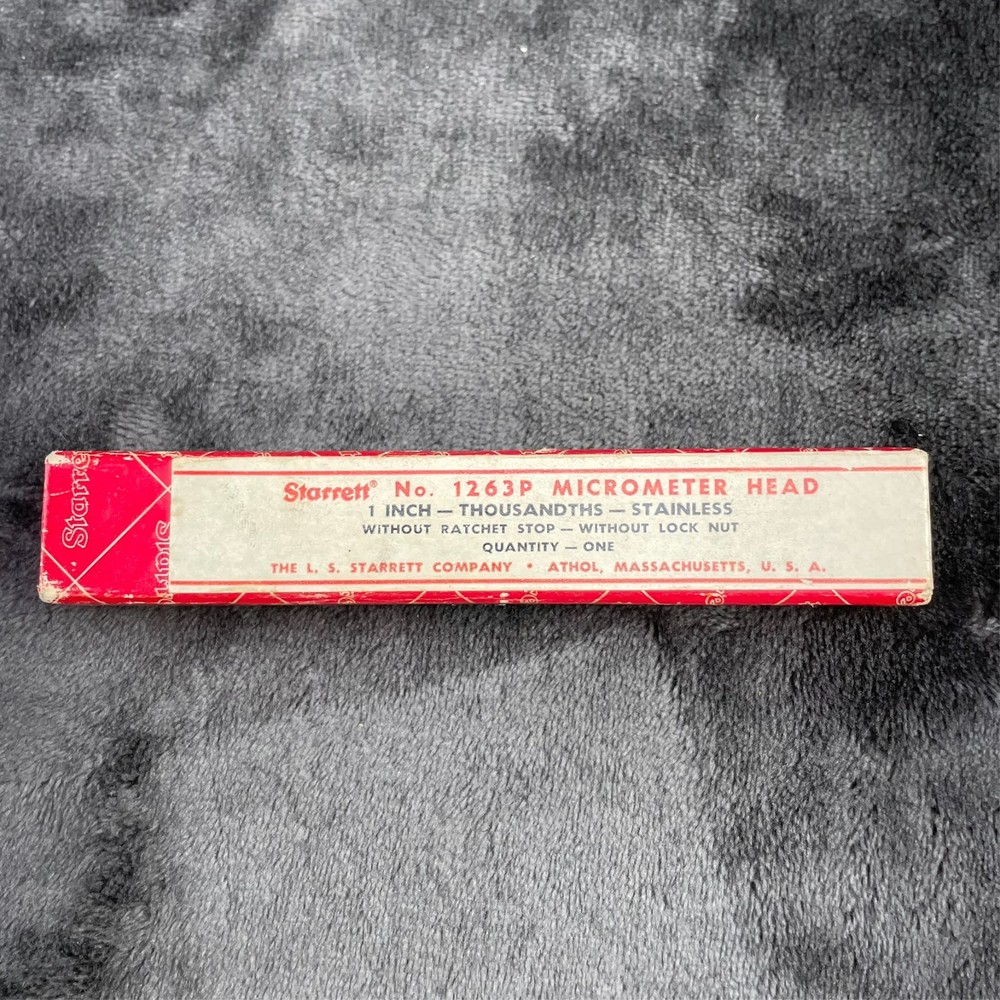 Starrett® No. 1263P MICROMETER HEAD
1 INCH — THOUSANDTHS — STAINLESS
WITHOUT RATCHET STOP — WITHOUT LOCK NUT
QUANTITY — ONE
THE L. S. STARRETT COMPANY • ATHOL, MASSACHUSETTS, U. S. A.
Starre